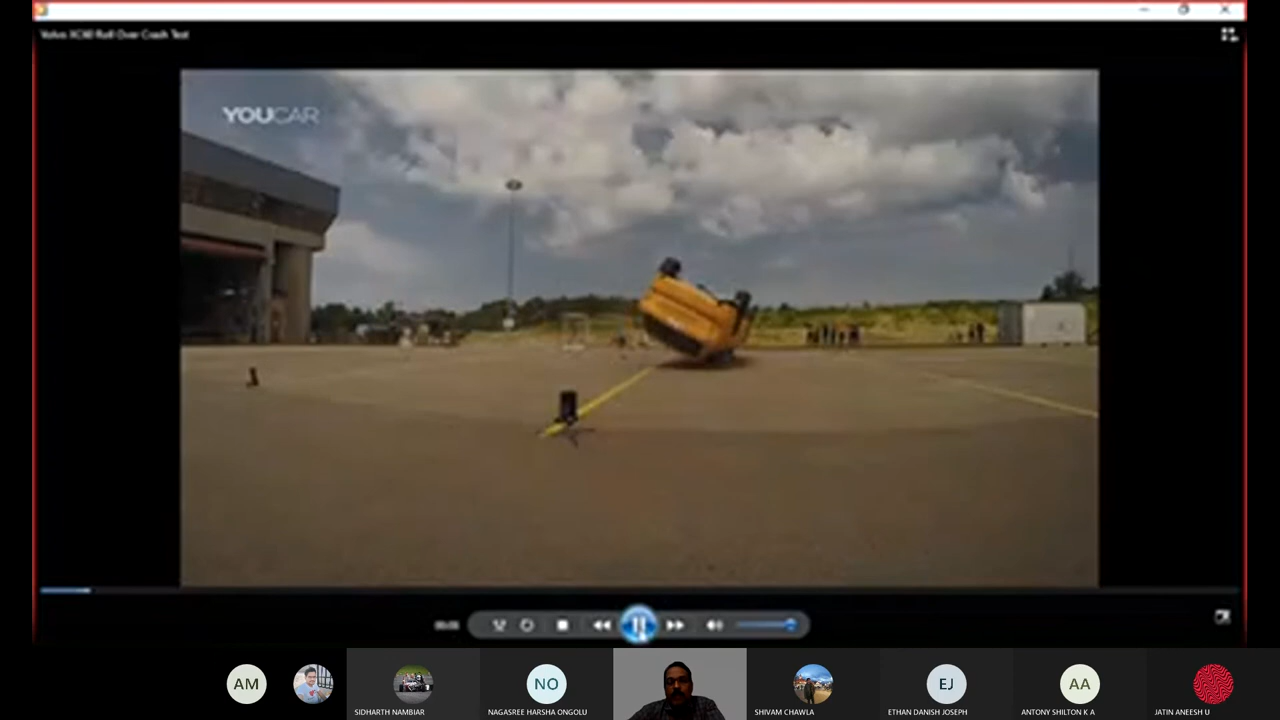 Volvo XC60 Roll Over Crash Test
YOUCAR
AM
SIDHARTH NAMBIAR
NO
NAGASREE HARSHA ONGOLU
SHIVAM CHAWLA
EJ
ETHAN DANISH JOSEPH
AA
ANTONY SHILTON K A
JATIN ANEESH U